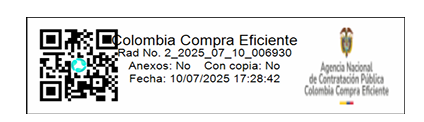 Colombia Compra Eficiente
Rad No. 2_2025_07_10_006930
Anexos: No Con copia: No
Fecha: 10/07/2025 17:28:42
Agencia Nacional
de Contratación Pública
Colombia Compra Eficiente